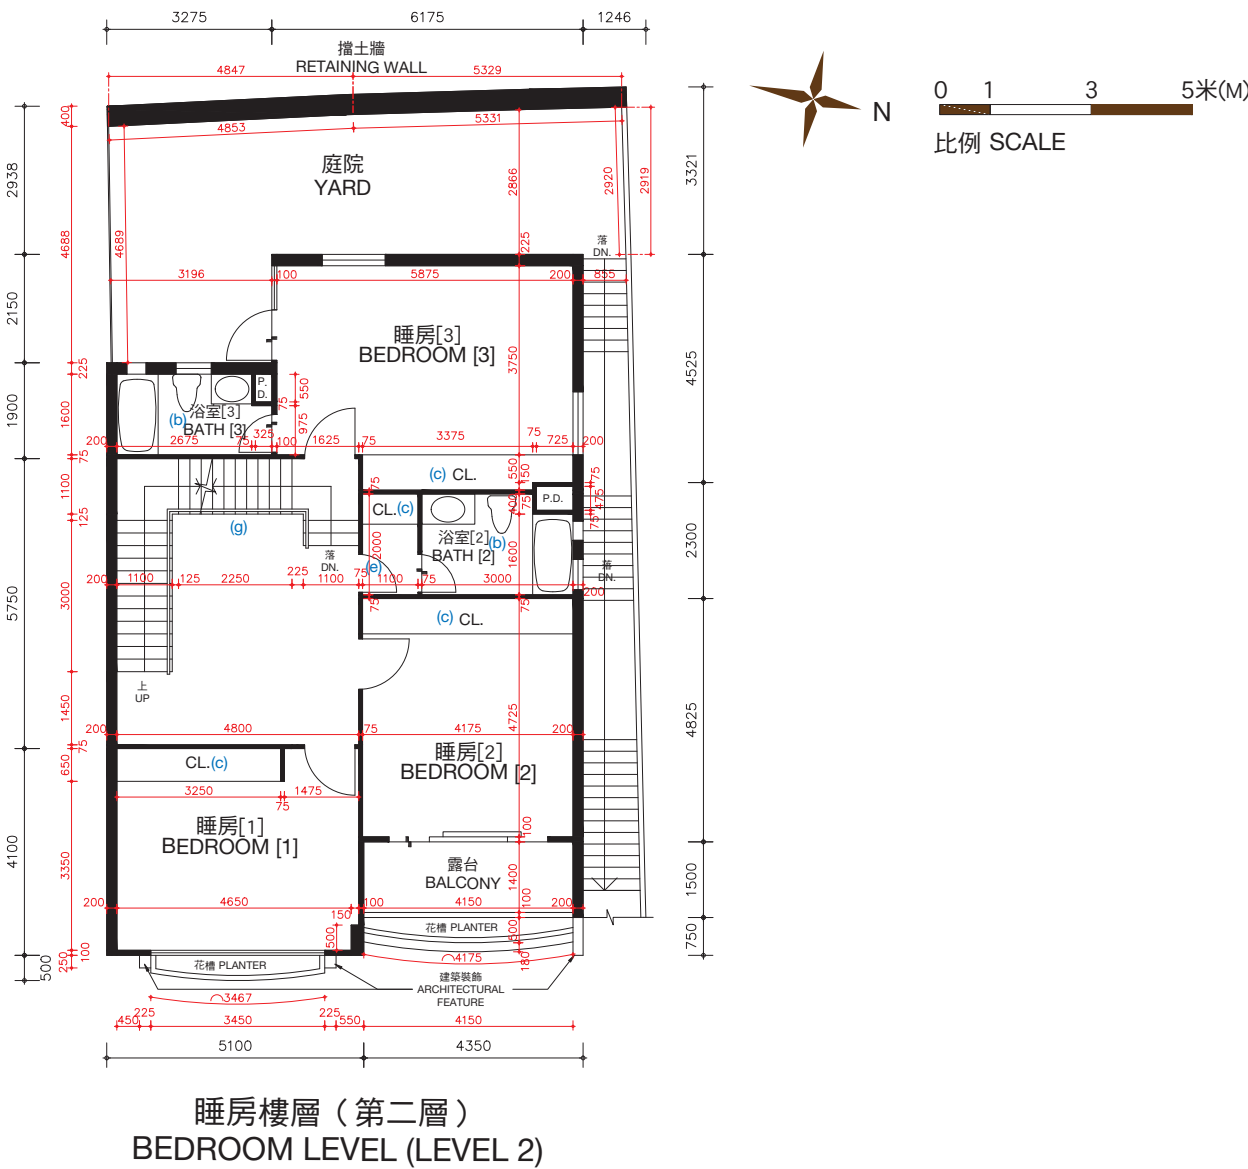 3275 6175 1246
擋土牆
RETAINING WALL
4847 5329
4853 5331
400
2938
4688
4689
庭院
YARD
2866
2920
2919
3321
225
落
DN.
3196 100 5875 200 855
N
0 1 3 5米(M)
比例 SCALE
2150
睡房[3]
BEDROOM [3]
3750
4525
225
1900
1600
P.
D.
550
75
975
(b) 浴室[3]
BATH [3]
325
200 2675 75 100 1625 75 3375 75 725 200
75
1100
125
(c) CL.
550
150
75
CL.(c)
400
75
P.D.
75
475
75
(g)
浴室[2]
(b)
BATH [2]
2000
1600
(e)
2300
落
DN.
落
DN.
200 1100 125 2250 225 1100 75 1100 75 3000 200
75
75
3000
5750
(c) CL.
上
UP
1450
4725
4825
200 4800 75 4175 200
75
650
CL.(c)
睡房[2]
BEDROOM [2]
3250 1475
75
睡房[1]
BEDROOM [1]
100
4100
3350
露台
BALCONY
1400
1500
200 4650 100 4150 200
150
100
花槽 PLANTER
500
500
750
100
250
500
花槽 PLANTER
4175
180
建築裝飾
ARCHITECTURAL
FEATURE
3467
225 225
450 3450 550 4150
5100 4350
睡房樓層（第二層）
BEDROOM LEVEL (LEVEL 2)